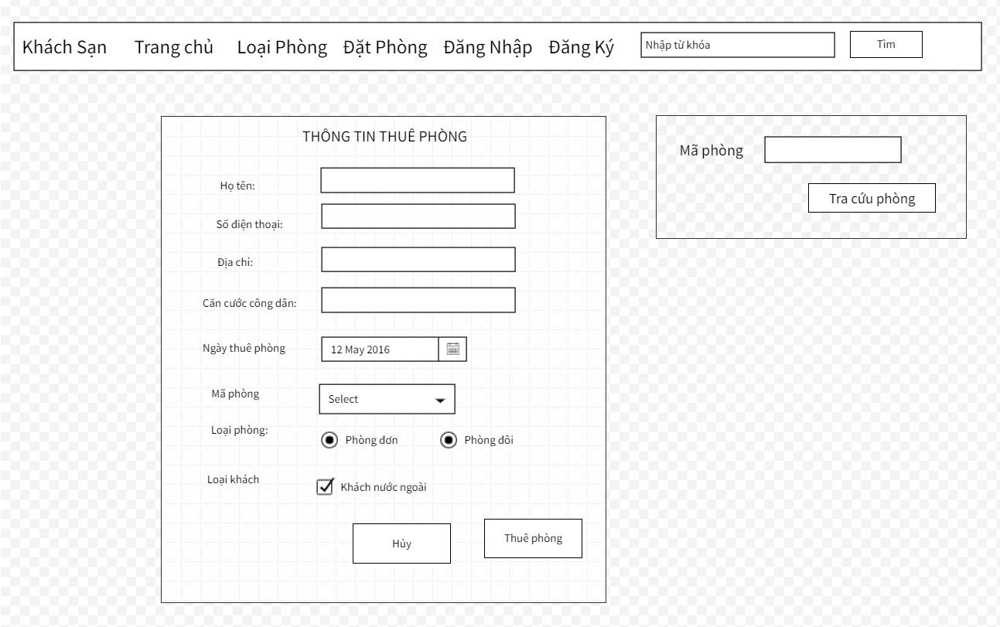 Khách Sạn Trang chủ Loại Phòng Đặt Phòng Đăng Nhập Đăng Ký Nhập từ khóa Tìm
THÔNG TIN THUÊ PHÒNG
Họ tên:
Số điện thoại:
Địa chỉ:
Căn cước công dân:
Ngày thuê phòng 12 May 2016
Mã phòng Select
Loại phòng: Phòng đơn Phòng đôi
Loại khách Khách nước ngoài
Hủy Thuê phòng
Mã phòng
Tra cứu phòng